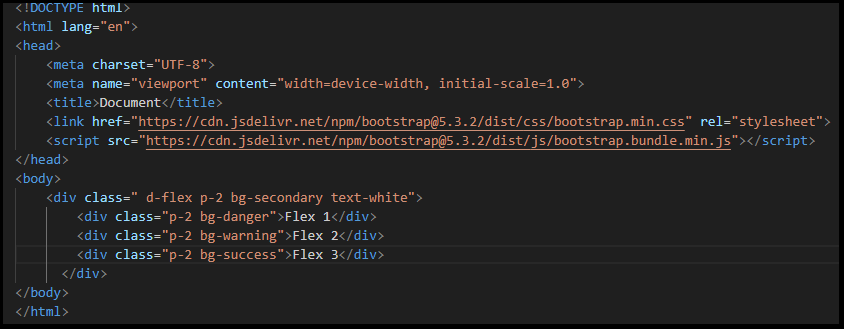 <!DOCTYPE html>
<html lang="en">
<head>
    <meta charset="UTF-8">
    <meta name="viewport" content="width=device-width, initial-scale=1.0">
    <title>Document</title>
    <link href="https://cdn.jsdelivr.net/npm/bootstrap@5.3.2/dist/css/bootstrap.min.css" rel="stylesheet">
    <script src="https://cdn.jsdelivr.net/npm/bootstrap@5.3.2/dist/js/bootstrap.bundle.min.js"></script>
</head>
<body>
    <div class=" d-flex p-2 bg-secondary text-white">
        <div class="p-2 bg-danger">Flex 1</div>
        <div class="p-2 bg-warning">Flex 2</div>
        <div class="p-2 bg-success">Flex 3</div>
      </div>
</body>
</html>